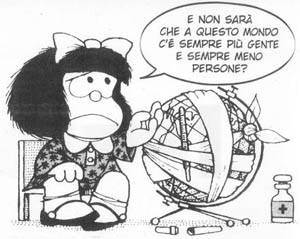 E NON SARÀ
CHE A QUESTO MONDO
C'È SEMPRE PIÙ GENTE
E SEMPRE MENO
PERSONE?